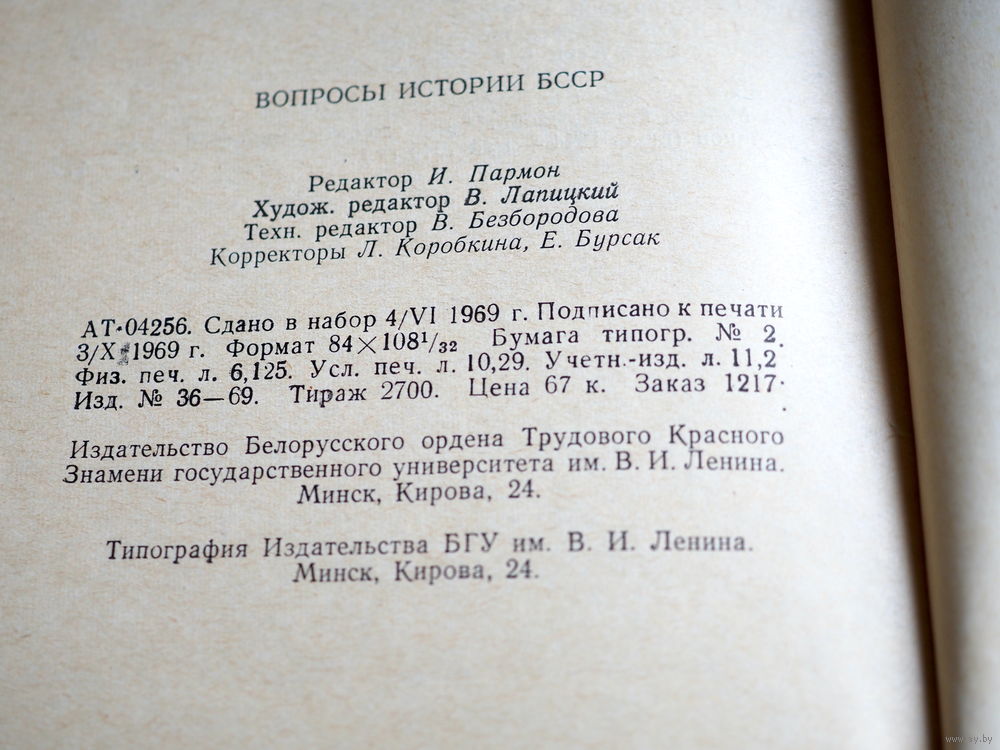 ВОПРОСЫ ИСТОРИИ БССР
Редактор И. Пармон
Худож. редактор В. Лапицкий
Техн. редактор В. Безбородова
Корректоры Л. Коробкина, Е. Бурсак
АТ-04256. Сдано в набор 4/VI 1969 г. Подписано к печати
3/X 1969 г. Формат 84×108¹/₃₂ Бумага типогр. № 2.
Физ. печ. л. 6,125. Усл. печ. л. 10,29. Учетн.-изд. л. 11,2
Изд. № 36—69. Тираж 2700. Цена 67 к. Заказ 1217.
Издательство Белорусского ордена Трудового Красного
Знамени государственного университета им. В. И. Ленина.
Минск, Кирова, 24.
Типография Издательства БГУ им. В. И. Ленина.
Минск, Кирова, 24.
www.ay.by